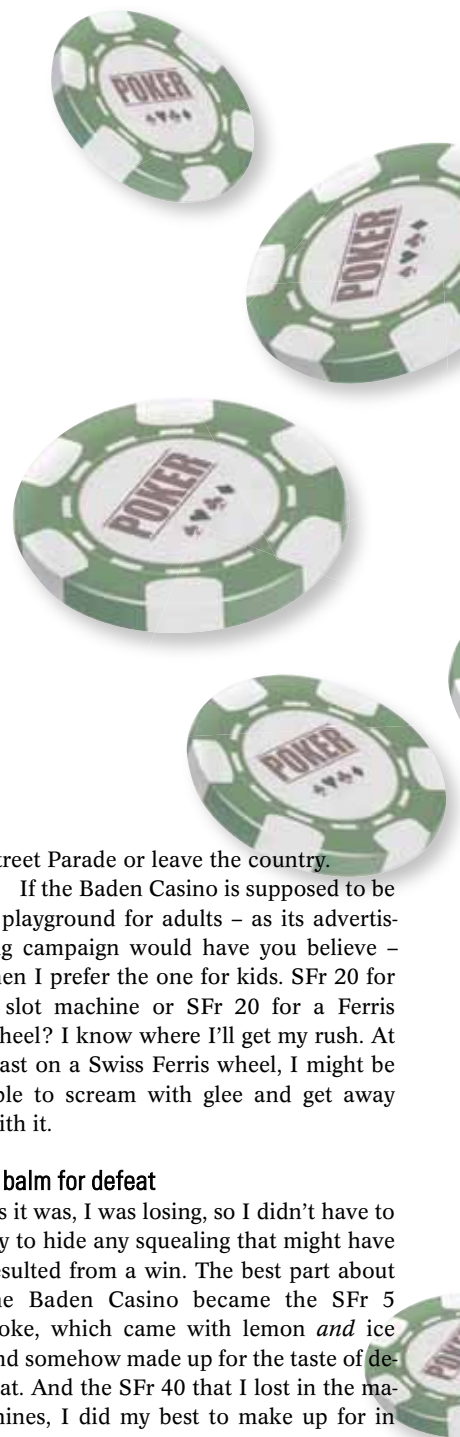 POKER
POKER
POKER
POKER
treet Parade or leave the country.
If the Baden Casino is supposed to be
playground for adults – as its advertis-
ng campaign would have you believe –
hen I prefer the one for kids. SFr 20 for
slot machine or SFr 20 for a Ferris
heel? I know where I'll get my rush. At
ast on a Swiss Ferris wheel, I might be
ble to scream with glee and get away
ith it.
balm for defeat
s it was, I was losing, so I didn't have to
y to hide any squealing that might have
esulted from a win. The best part about
he Baden Casino became the SFr 5
oke, which came with lemon and ice
nd somehow made up for the taste of de-
at. And the SFr 40 that I lost in the ma-
hines, I did my best to make up for in